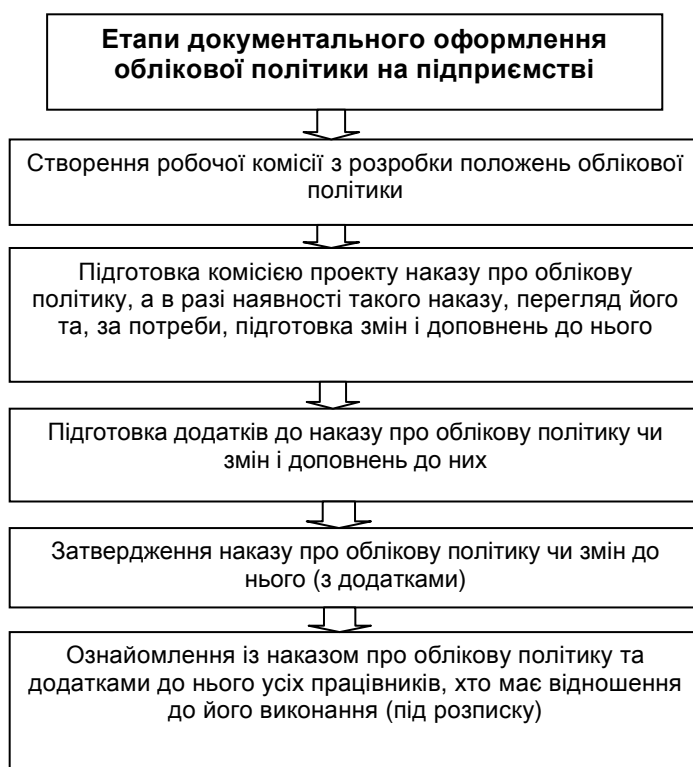 Етапи документального оформлення
облікової політики на підприємстві
Створення робочої комісії з розробки положень облікової
політики
Підготовка комісією проекту наказу про облікову
політику, а в разі наявності такого наказу, перегляд його
та, за потреби, підготовка змін і доповнень до нього
Підготовка додатків до наказу про облікову політику чи
змін і доповнень до них
Затвердження наказу про облікову політику чи змін до
нього (з додатками)
Ознайомлення із наказом про облікову політику та
додатками до нього усіх працівників, хто має відношення
до його виконання (під розписку)